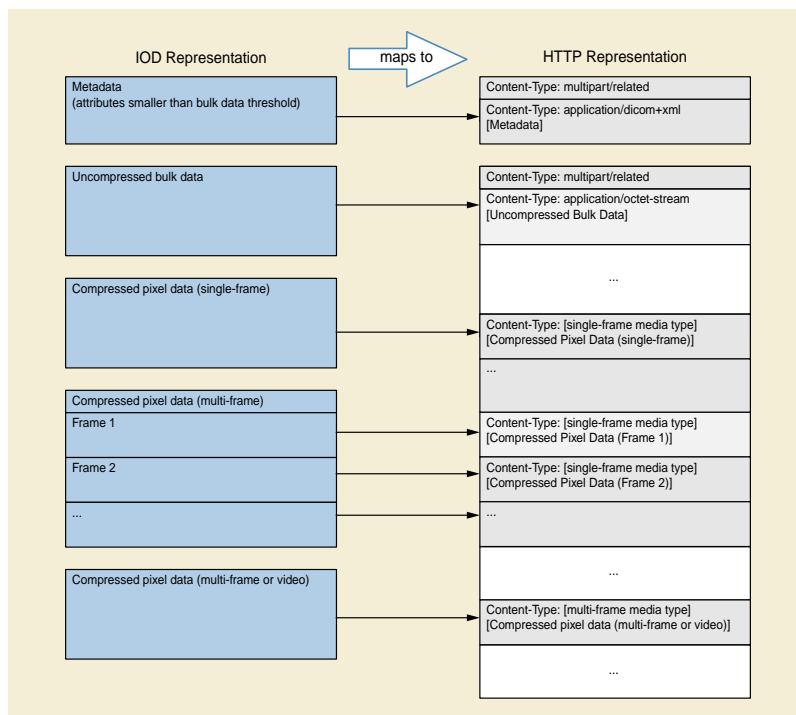 IOD Representation
maps to
HTTP Representation
Metadata
(attributes smaller than bulk data threshold)
Content-Type: multipart/related
Content-Type: application/dicom+xml
[Metadata]
Uncompressed bulk data
Content-Type: multipart/related
Content-Type: application/octet-stream
[Uncompressed Bulk Data]
...
Compressed pixel data (single-frame)
Content-Type: [single-frame media type]
[Compressed Pixel Data (single-frame)]
...
Compressed pixel data (multi-frame)
Frame 1
Content-Type: [single-frame media type]
[Compressed Pixel Data (Frame 1)]
Frame 2
Content-Type: [single-frame media type]
[Compressed Pixel Data (Frame 2)]
...
...
...
Compressed pixel data (multi-frame or video)
Content-Type: [multi-frame media type]
[Compressed pixel data (multi-frame or video)]
...